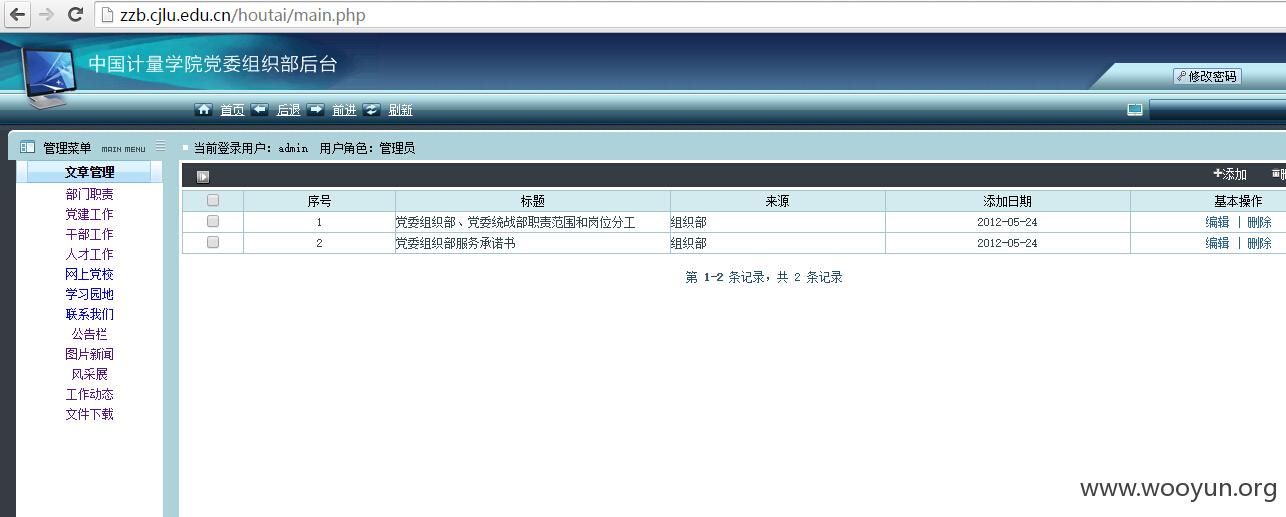 zzb.cjlu.edu.cn/houtai/main.php
中国计量学院党委组织部后台
修改密码
首页 后退 前进 刷新
管理菜单 MAIN MENU
当前登录用户: admin 用户角色: 管理员
文章管理
添加
序号 标题 来源 添加日期 基本操作
1 党委组织部、党委统战部职责范围和岗位分工 组织部 2012-05-24 编辑 | 删除
2 党委组织部服务承诺书 组织部 2012-05-24 编辑 | 删除
第 1-2 条记录,共 2 条记录
部门职责
党建工作
干部工作
人才工作
网上党校
学习园地
联系我们
公告栏
图片新闻
风采展
工作动态
文件下载
www.wooyun.org